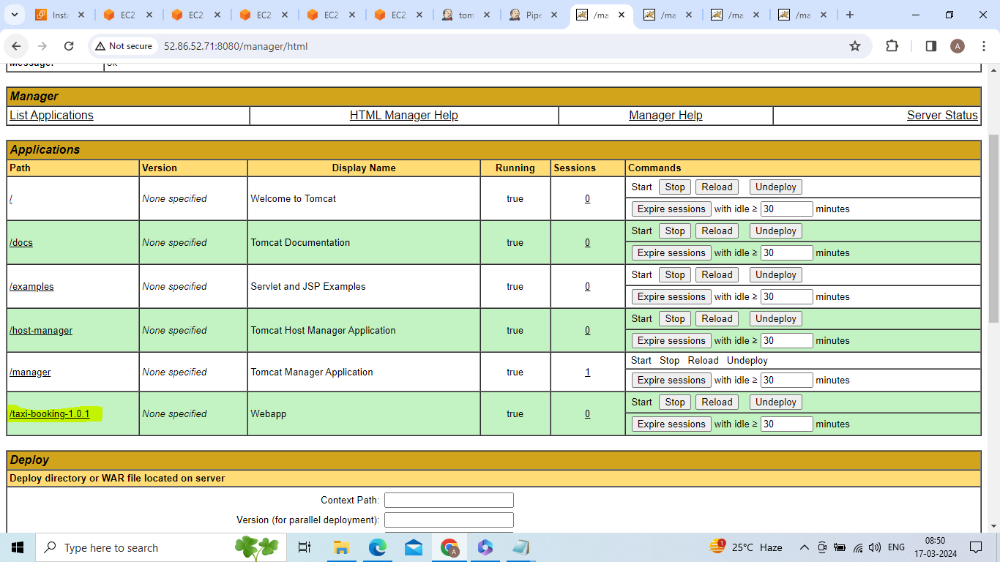 Insta EC2 EC2 EC2 EC2 EC2 tom Pipe /ma /ma /ma /ma
Not secure 52.86.52.71:8080/manager/html A
Message: OK
Manager
List Applications HTML Manager Help Manager Help Server Status
Applications
Path Version Display Name Running Sessions Commands
/ None specified Welcome to Tomcat true 0 Start Stop Reload Undeploy
Expire sessions with idle ≥ 30 minutes
/docs None specified Tomcat Documentation true 0 Start Stop Reload Undeploy
Expire sessions with idle ≥ 30 minutes
/examples None specified Servlet and JSP Examples true 0 Start Stop Reload Undeploy
Expire sessions with idle ≥ 30 minutes
/host-manager None specified Tomcat Host Manager Application true 0 Start Stop Reload Undeploy
Expire sessions with idle ≥ 30 minutes
/manager None specified Tomcat Manager Application true 1 Start Stop Reload Undeploy
Expire sessions with idle ≥ 30 minutes
/taxi-booking-1.0.1 None specified Webapp true 0 Start Stop Reload Undeploy
Expire sessions with idle ≥ 30 minutes
Deploy
Deploy directory or WAR file located on server
Context Path:
Version (for parallel deployment):
Type here to search A 1 25°C Haze ENG 08:50
17-03-2024